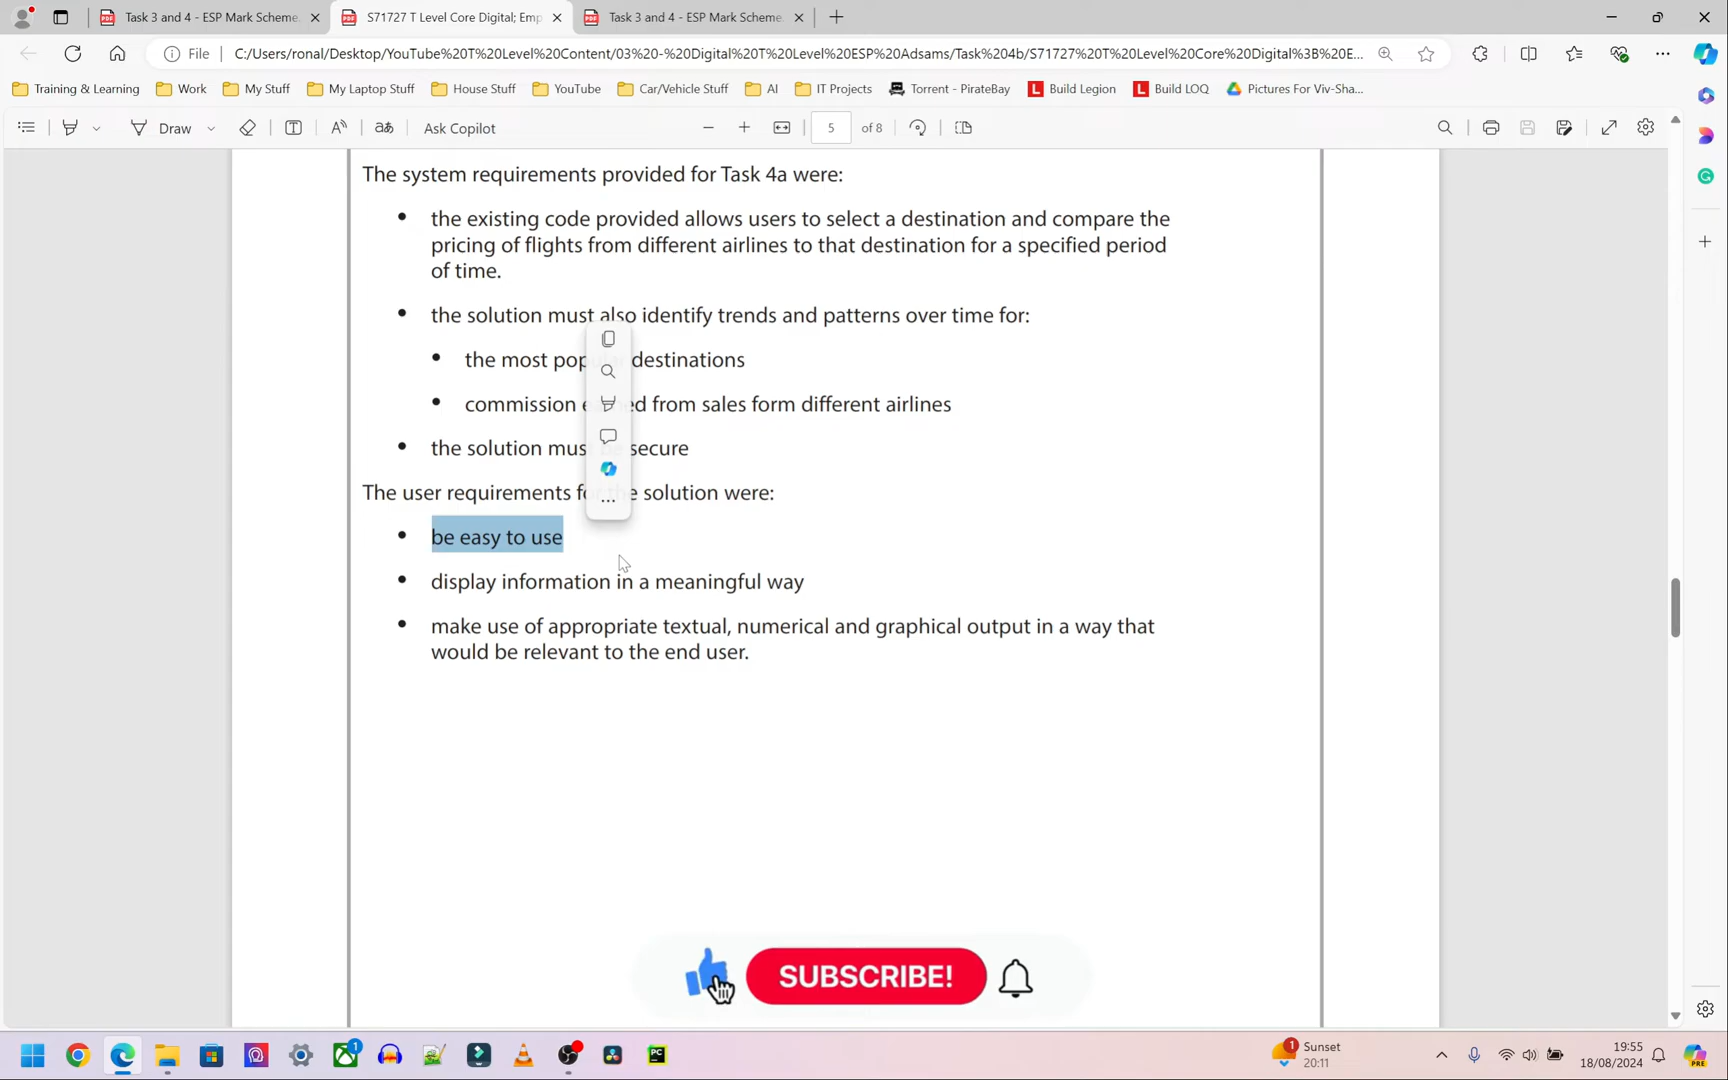 Task 3 and 4 - ESP Mark Scheme.
S71727 T Level Core Digital; Emp
Task 3 and 4 - ESP Mark Scheme.
File
C:/Users/ronal/Desktop/YouTube%20T%20Level%20Content/03%20-%20Digital%20T%20Level%20ESP%20Adsams/Task%204b/S71727%20T%20Level%20Core%20Digital%3B%20E...
Training & Learning
Work
My Stuff
My Laptop Stuff
House Stuff
YouTube
Car/Vehicle Stuff
AI
IT Projects
Torrent - PirateBay
Build Legion
Build LOQ
Pictures For Viv-Sha...
Draw
Ask Copilot
5
of 8
The system requirements provided for Task 4a were:
• the existing code provided allows users to select a destination and compare the
pricing of flights from different airlines to that destination for a specified period
of time.
• the solution must also identify trends and patterns over time for:
• the most pop destinations
• commission ed from sales form different airlines
• the solution must be secure
The user requirements for the solution were:
• be easy to use
• display information in a meaningful way
• make use of appropriate textual, numerical and graphical output in a way that
would be relevant to the end user.
SUBSCRIBE!
1
1
Sunset
20:11
19:55
18/08/2024
PRE